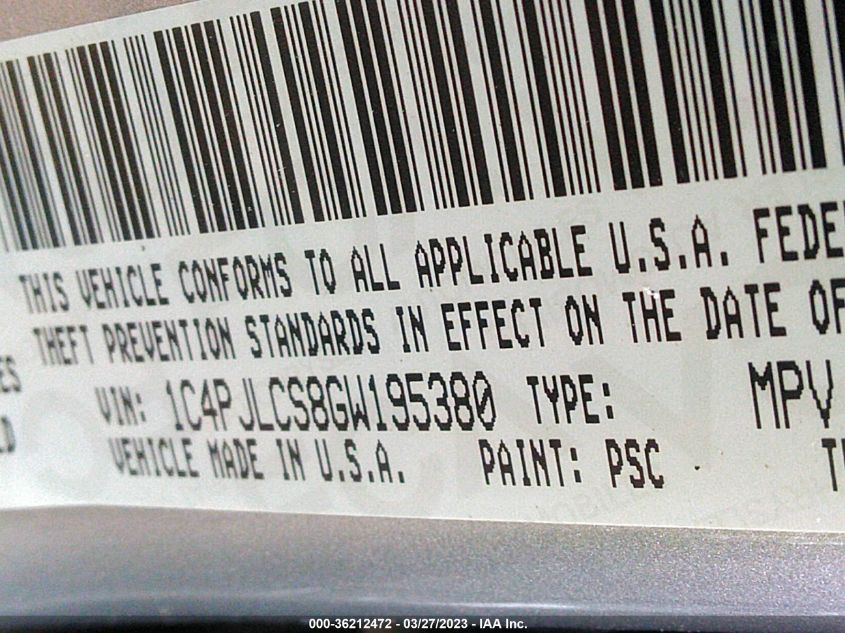 THIS VEHICLE CONFORMS TO ALL APPLICABLE U.S.A.
THEFT PREVENTION STANDARDS IN EFFECT ON THE DATE OF
VIN: 1C4PJLCS8GW195380 TYPE: MPV
VEHICLE MADE IN U.S.A. PAINT: PSC
000-36212472 - 03/27/2023 - IAA Inc.